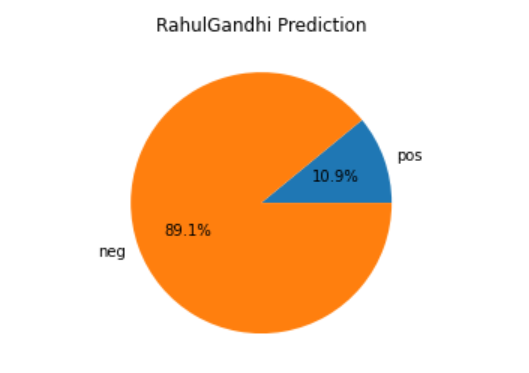 RahulGandhi Prediction
pos
10.9%
89.1%
neg